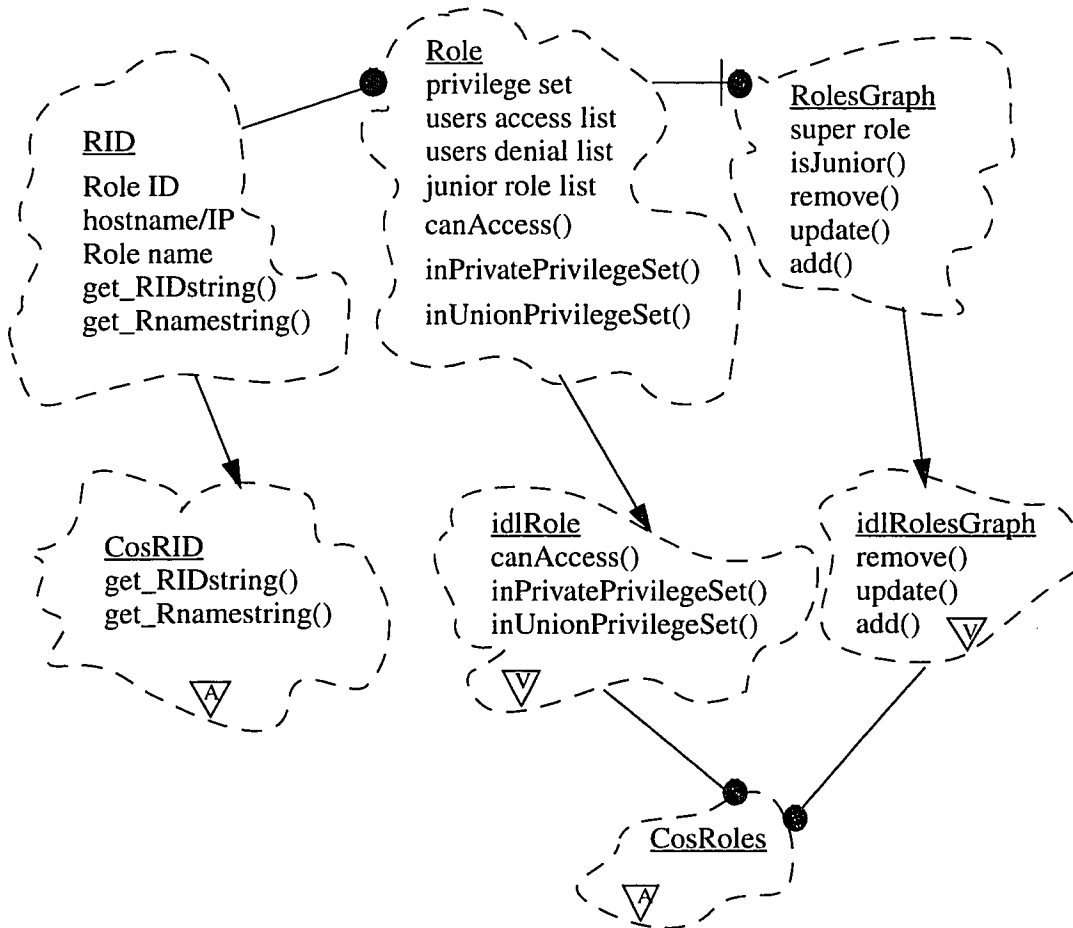 RID
Role ID
hostname/IP
Role name
get_RIDstring()
get_Rnamestring()
Role
privilege set
users access list
users denial list
junior role list
canAccess()
inPrivatePrivilegeSet()
inUnionPrivilegeSet()
RolesGraph
super role
isJunior()
remove()
update()
add()
CosRID
get_RIDstring()
get_Rnamestring()
A
idlRole
canAccess()
inPrivatePrivilegeSet()
inUnionPrivilegeSet()
V
idlRolesGraph
remove()
update()
add()
V
CosRoles
A